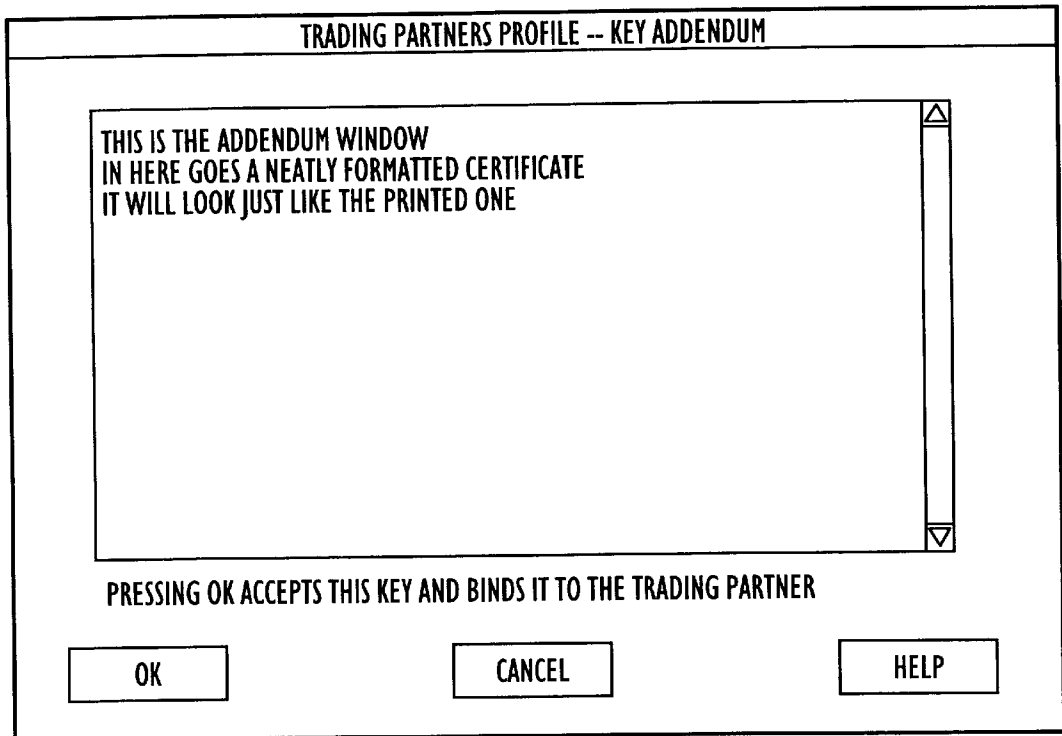 TRADING PARTNERS PROFILE -- KEY ADDENDUM
THIS IS THE ADDENDUM WINDOW
IN HERE GOES A NEATLY FORMATTED CERTIFICATE
IT WILL LOOK JUST LIKE THE PRINTED ONE
PRESSING OK ACCEPTS THIS KEY AND BINDS IT TO THE TRADING PARTNER
OK
CANCEL
HELP